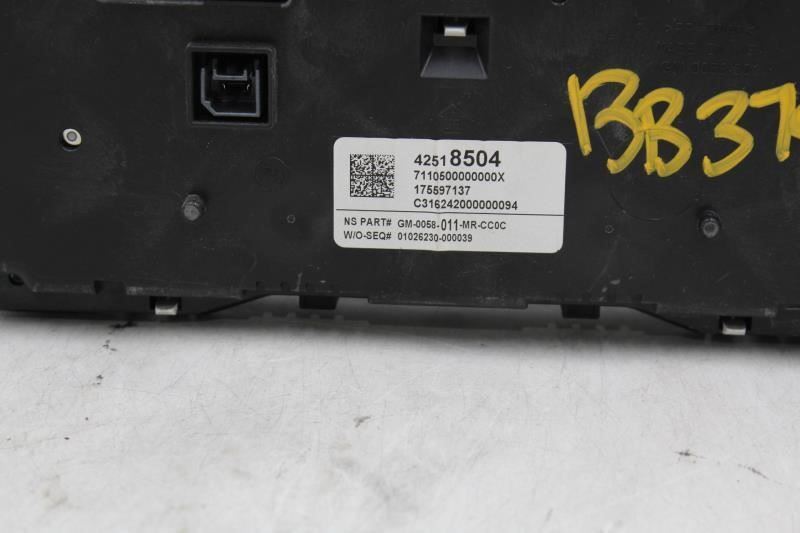 BB37
42518504
7110500000000X
175597137
C316242000000094
NS PART# GM-0058-011-MR-CC0C
W/O-SEQ# 01026230-000039